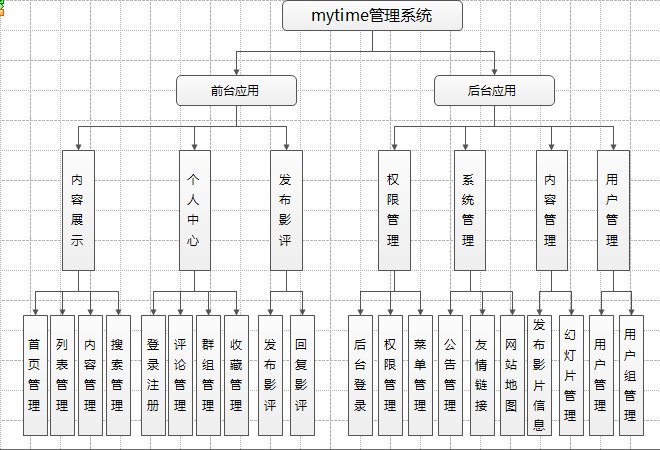 mytime管理系统
前台应用
后台应用
内容展示
个人中心
发布影评
权限管理
系统管理
内容管理
用户管理
首页管理
列表管理
内容管理
搜索管理
登录注册
评论管理
群组管理
收藏管理
发布影评
回复影评
后台登录
权限管理
菜单管理
公告管理
友情链接
网站地图
发布影片信息
幻灯片管理
用户管理
用户组管理